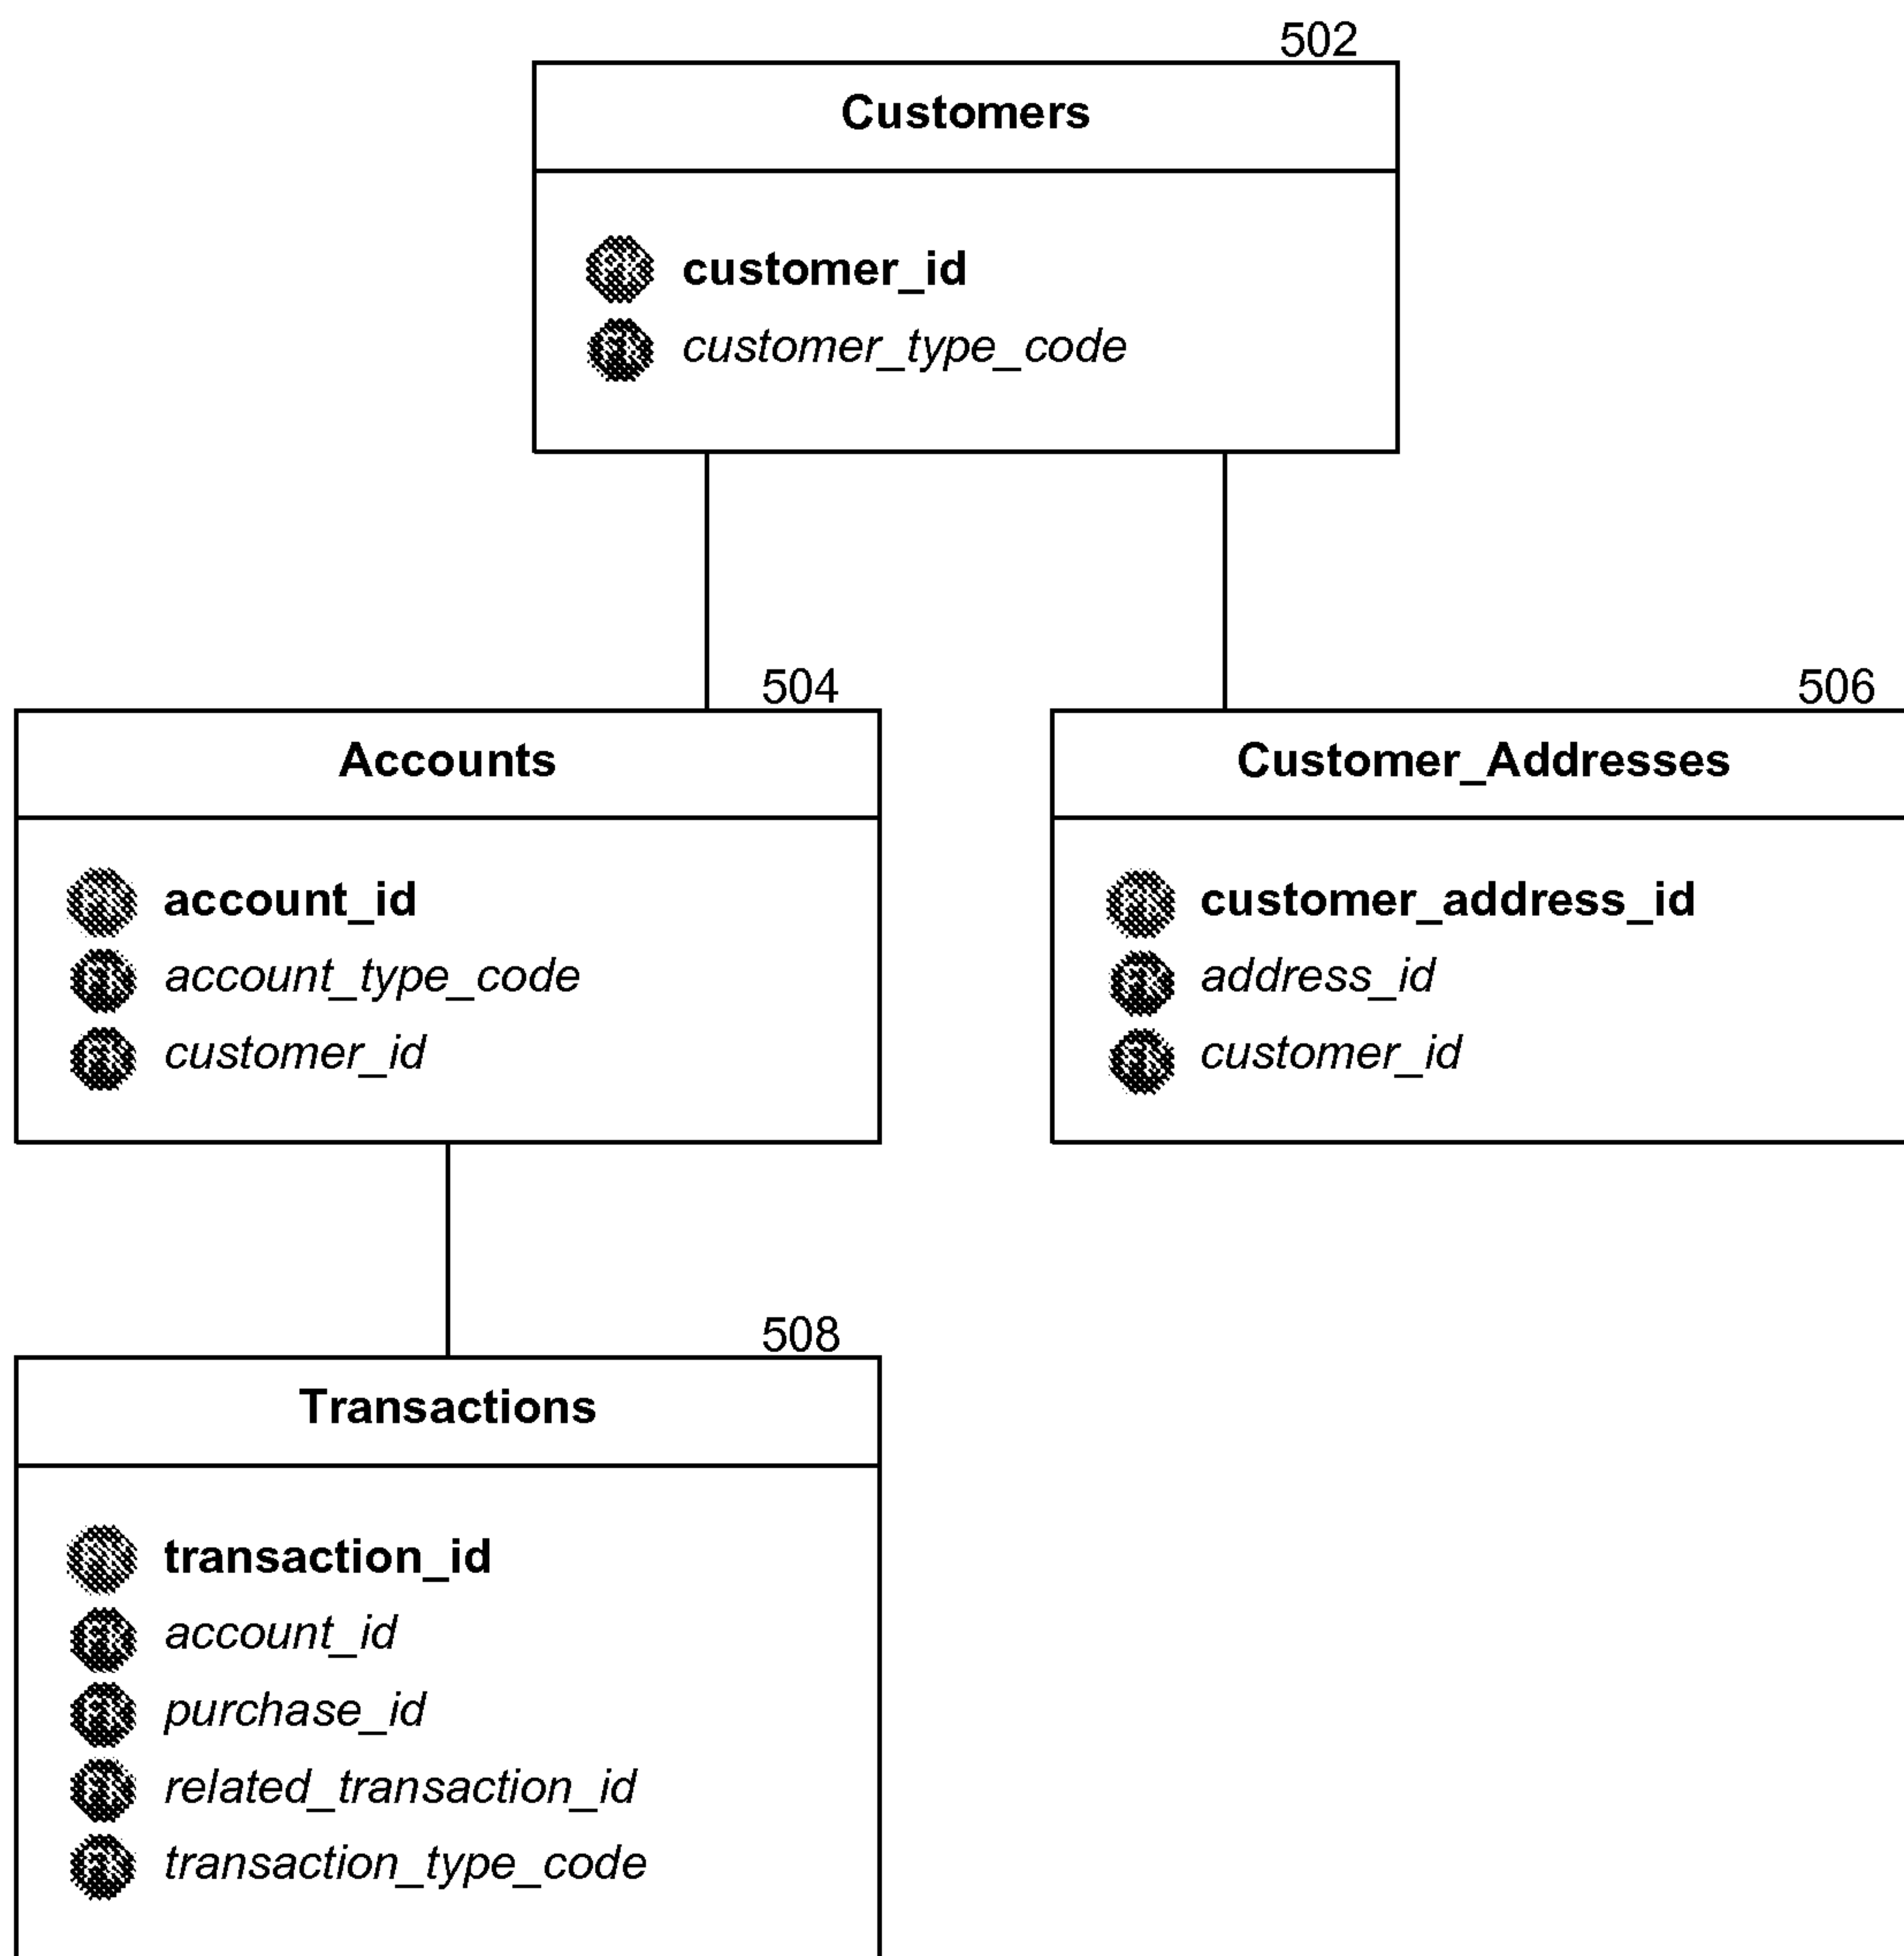 502
Customers
customer_id
customer_type_code
504
Accounts
account_id
account_type_code
customer_id
506
Customer_Addresses
customer_address_id
address_id
customer_id
508
Transactions
transaction_id
account_id
purchase_id
related_transaction_id
transaction_type_code